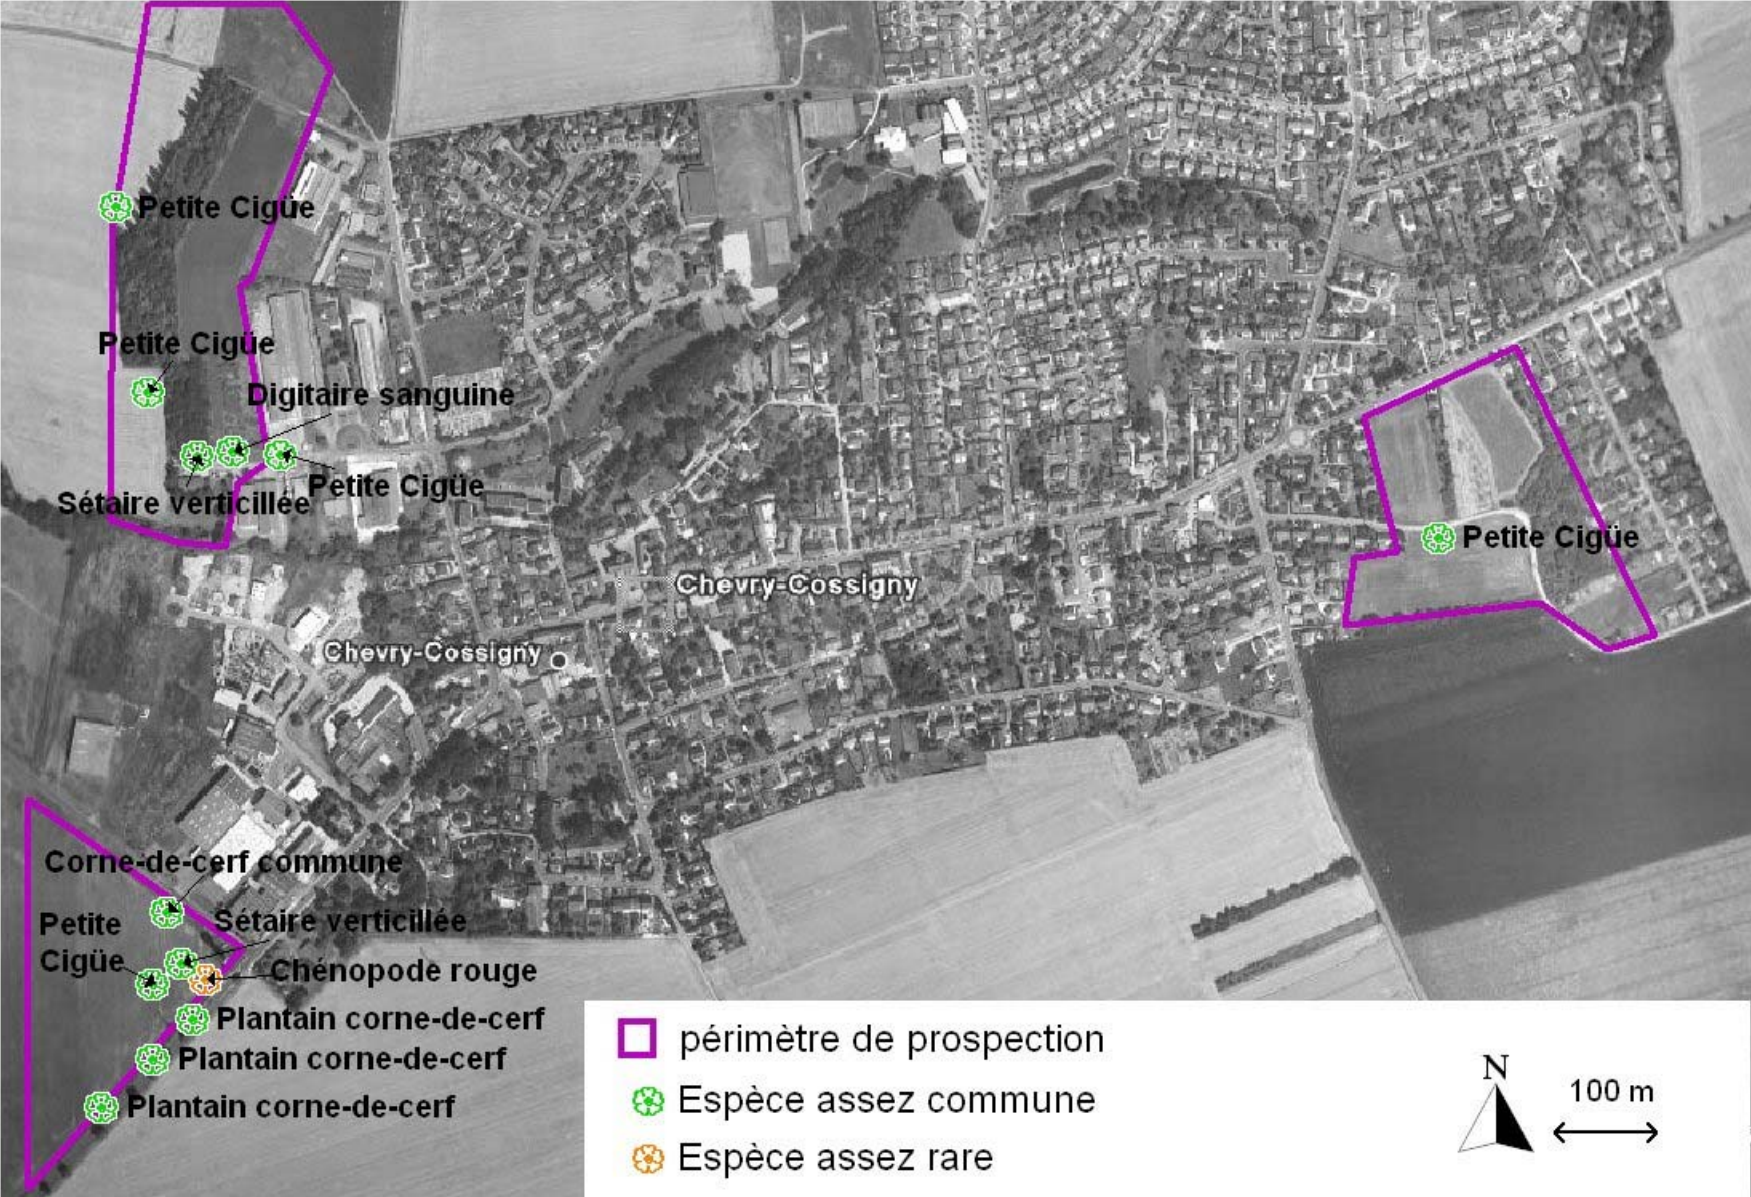 Petite Cigüe
Petite Cigüe
Digitaire sanguine
Petite Cigüe
Sétaire verticillée
Petite Cigüe
Chevry-Cossigny
Chevry-Cossigny
Corne-de-cerf commune
Petite
Cigüe
Sétaire verticillée
Chénopode rouge
Plantain corne-de-cerf
Plantain corne-de-cerf
Plantain corne-de-cerf
périmètre de prospection
Espèce assez commune
Espèce assez rare
N
100 m